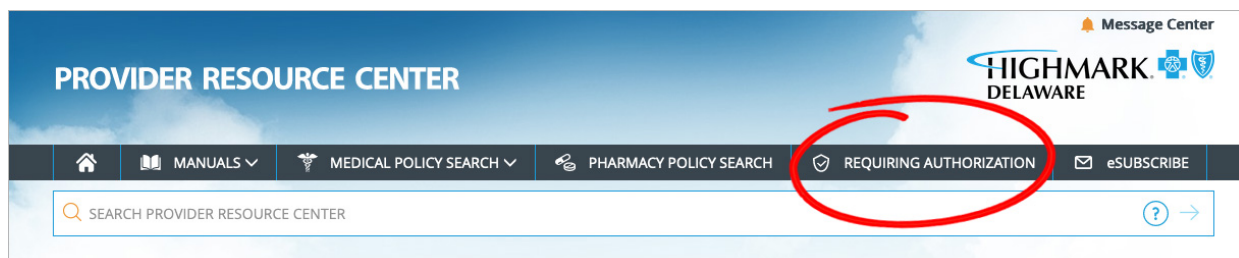 Message Center
PROVIDER RESOURCE CENTER
HIGHMARK.
DELAWARE
MANUALS
MEDICAL POLICY SEARCH
PHARMACY POLICY SEARCH
REQUIRING AUTHORIZATION
eSUBSCRIBE
SEARCH PROVIDER RESOURCE CENTER
?